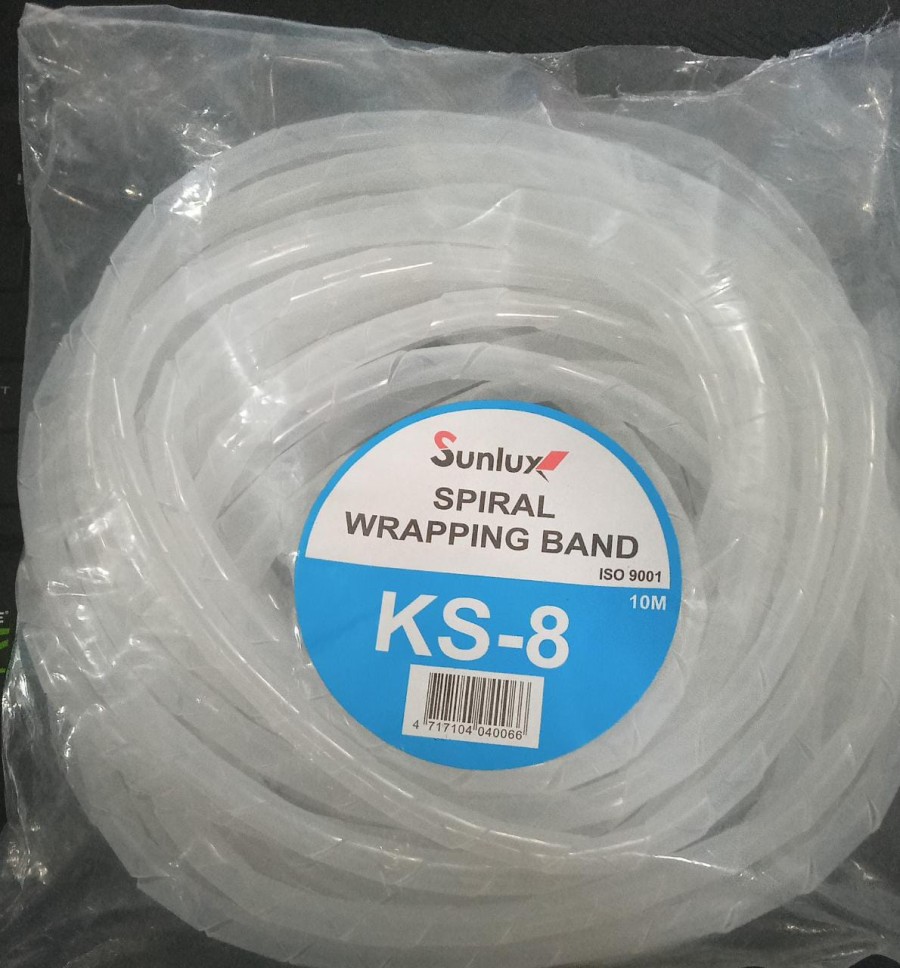 Sunlux
SPIRAL
WRAPPING BAND
ISO 9001
10M
KS-8
4 717104 040066